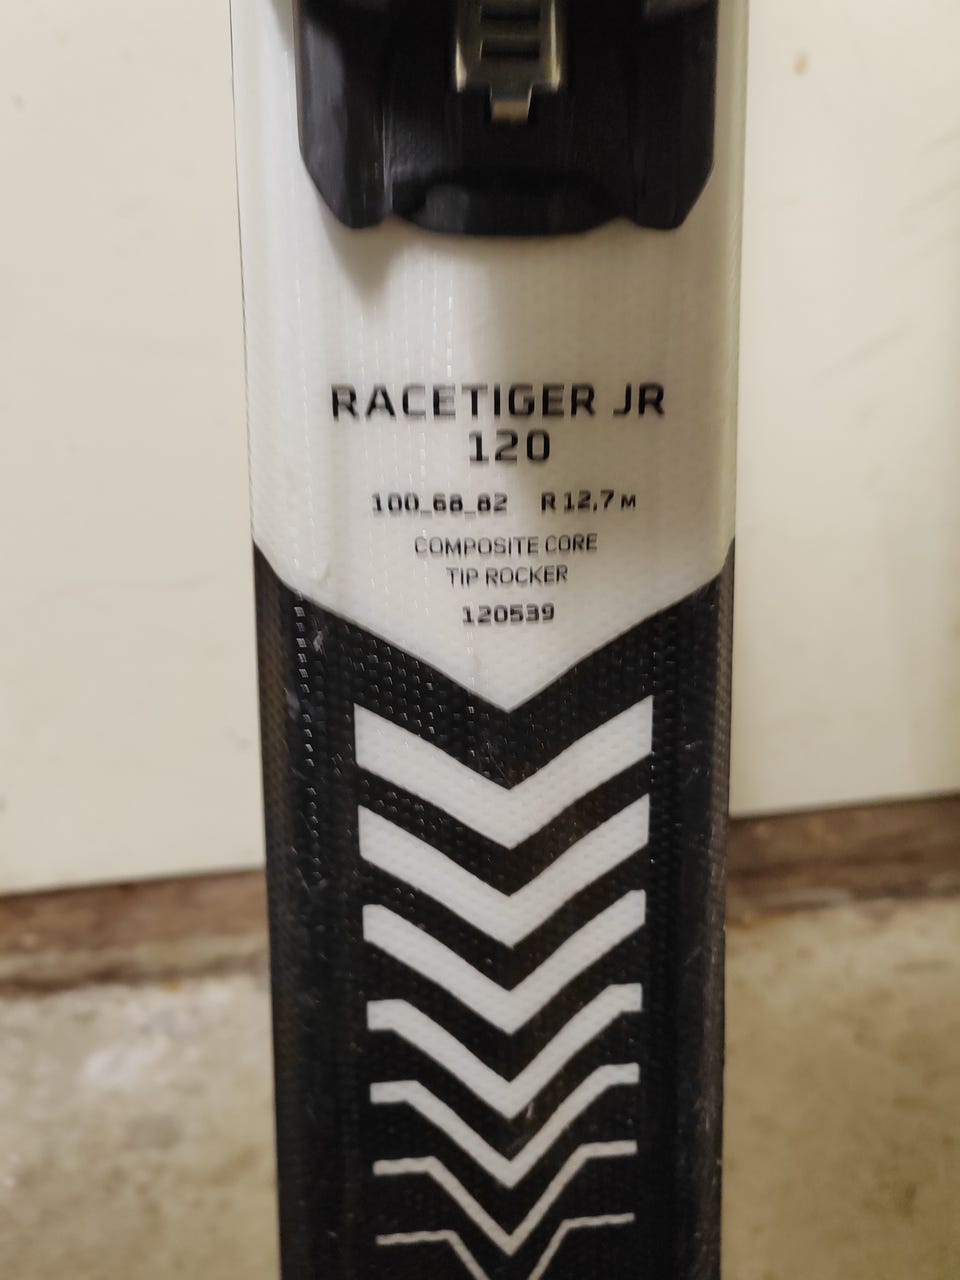 RACETIGER JR
120
100_68_82 R 12,7 M
COMPOSITE CORE
TIP ROCKER
120539